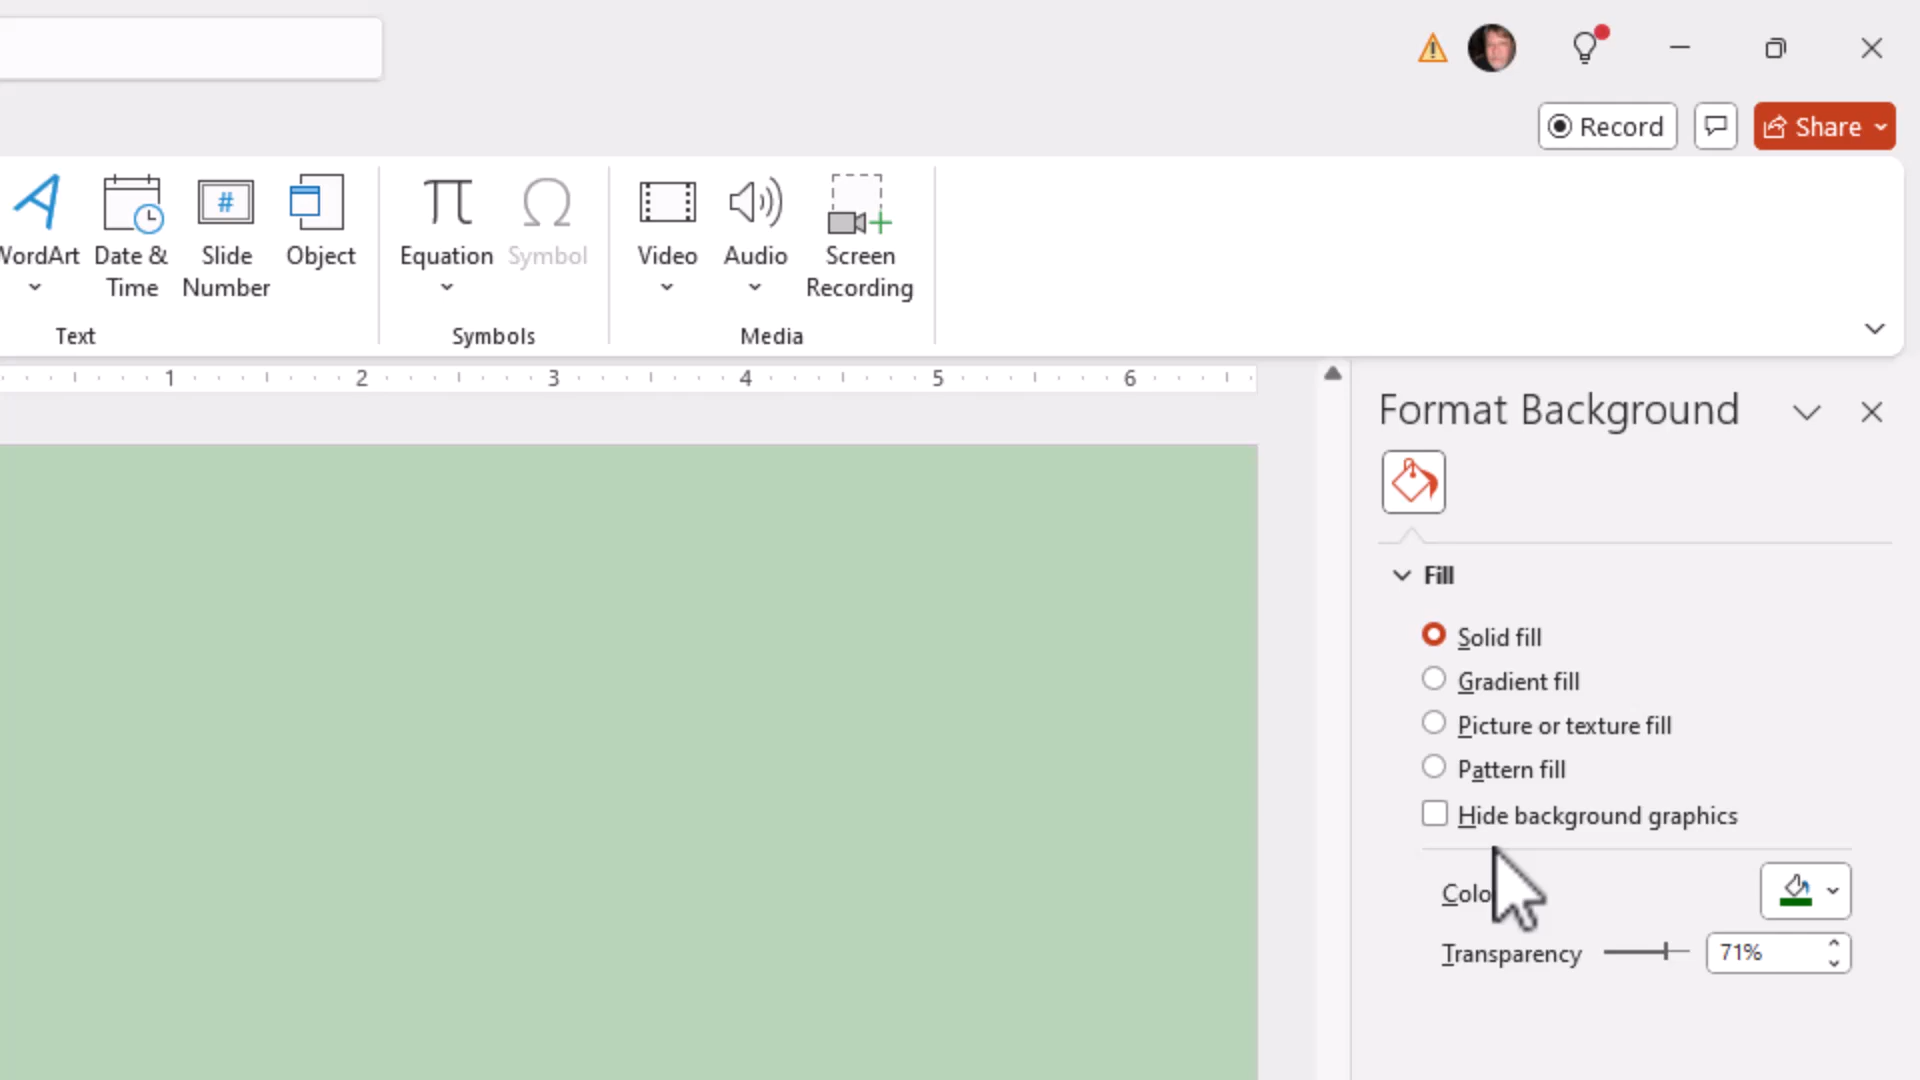 Record
Share
WordArt
Date &
Time
#
Slide
Number
Object
Text
π
Equation
Ω
Symbol
Symbols
Video
Audio
Screen
Recording
Media
1 2 3 4 5 6
Format Background
Fill
Solid fill
Gradient fill
Picture or texture fill
Pattern fill
Hide background graphics
Colo
Transparency
71%